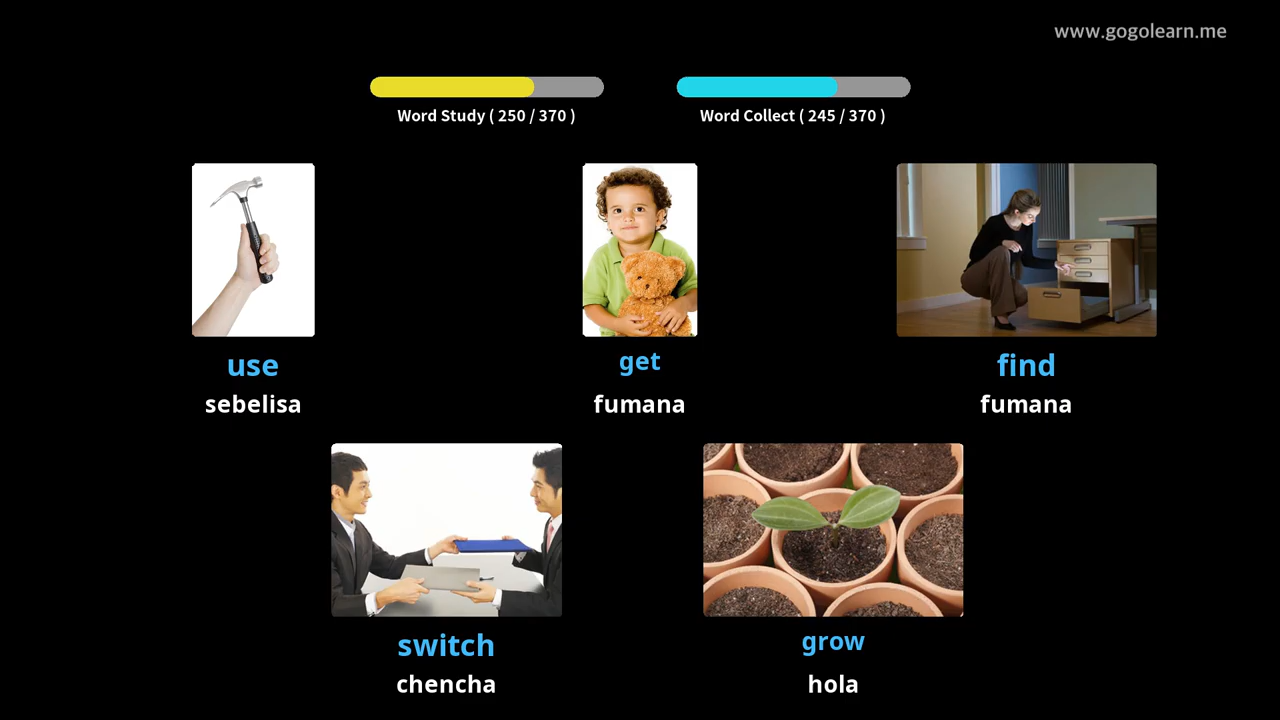 www.gogolearn.me
Word Study ( 250 / 370 )
Word Collect ( 245 / 370 )
use
sebelisa
get
fumana
find
fumana
switch
chencha
grow
hola